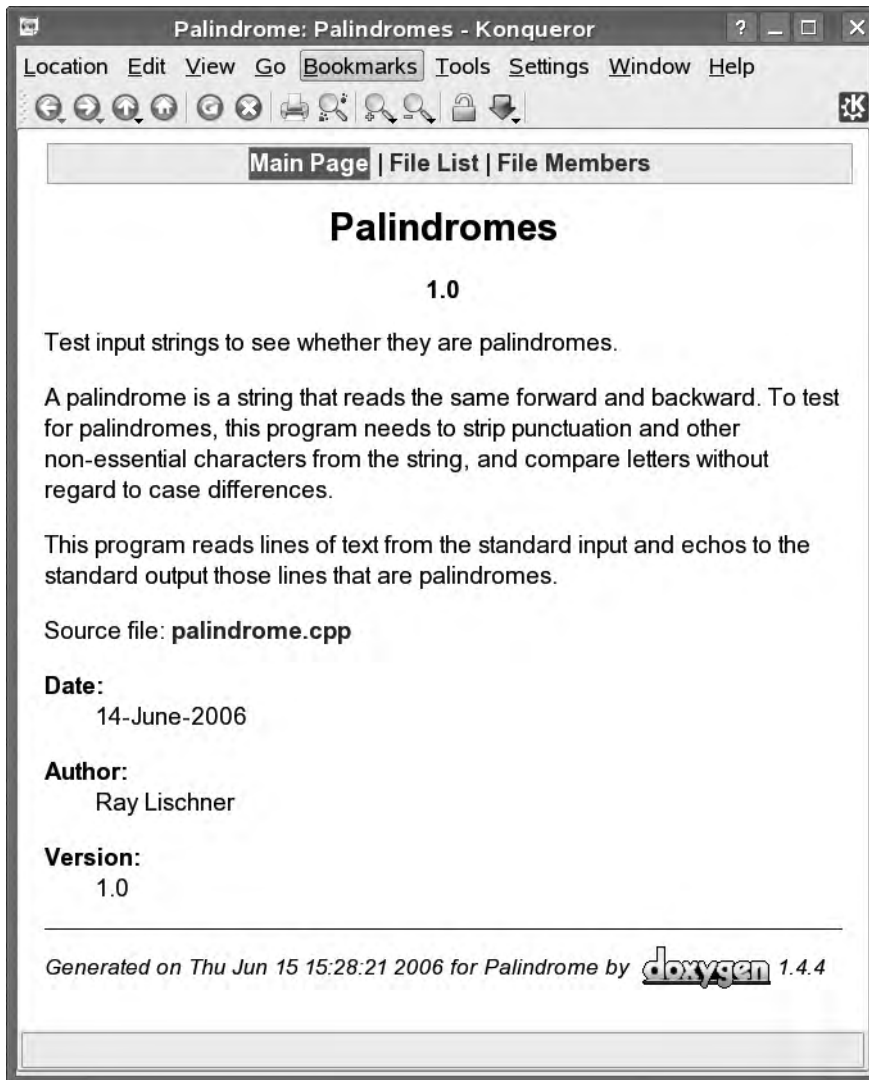 Palindrome: Palindromes - Konqueror ?
Location Edit View Go Bookmarks Tools Settings Window Help
Main Page | File List | File Members
Palindromes
1.0
Test input strings to see whether they are palindromes.
A palindrome is a string that reads the same forward and backward. To test
for palindromes, this program needs to strip punctuation and other
non-essential characters from the string, and compare letters without
regard to case differences.
This program reads lines of text from the standard input and echos to the
standard output those lines that are palindromes.
Source file: palindrome.cpp
Date:
14-June-2006
Author:
Ray Lischner
Version:
1.0
Generated on Thu Jun 15 15:28:21 2006 for Palindrome by doxygen 1.4.4